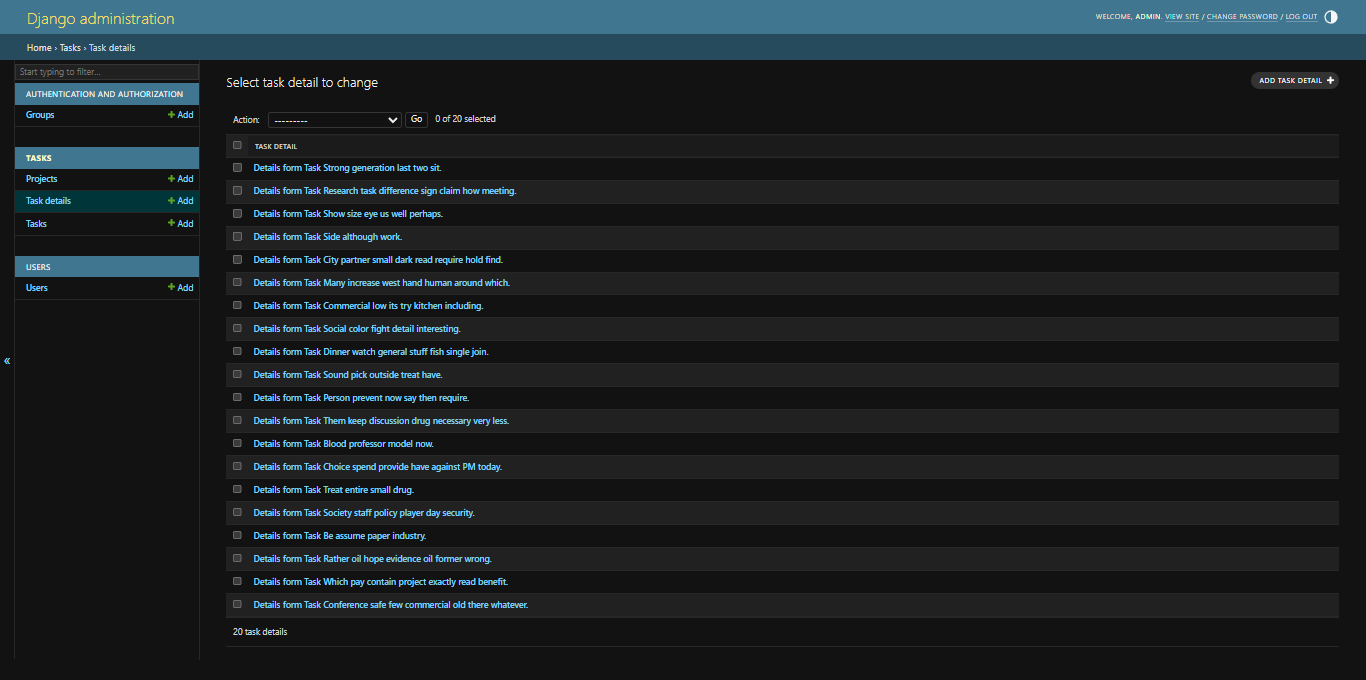 Django administration
WELCOME, ADMIN. VIEW SITE / CHANGE PASSWORD / LOG OUT
Home › Tasks › Task details
Start typing to filter...
AUTHENTICATION AND AUTHORIZATION
Groups + Add
TASKS
Projects + Add
Task details + Add
Tasks + Add
USERS
Users + Add
«
Select task detail to change
ADD TASK DETAIL +
Action: --------- Go 0 of 20 selected
TASK DETAIL
Details form Task Strong generation last two sit.
Details form Task Research task difference sign claim how meeting.
Details form Task Show size eye us well perhaps.
Details form Task Side although work.
Details form Task City partner small dark read require hold find.
Details form Task Many increase west hand human around which.
Details form Task Commercial low its try kitchen including.
Details form Task Social color fight detail interesting.
Details form Task Dinner watch general stuff fish single join.
Details form Task Sound pick outside treat have.
Details form Task Person prevent now say then require.
Details form Task Them keep discussion drug necessary very less.
Details form Task Blood professor model now.
Details form Task Choice spend provide have against PM today.
Details form Task Treat entire small drug.
Details form Task Society staff policy player day security.
Details form Task Be assume paper industry.
Details form Task Rather oil hope evidence oil former wrong.
Details form Task Which pay contain project exactly read benefit.
Details form Task Conference safe few commercial old there whatever.
20 task details